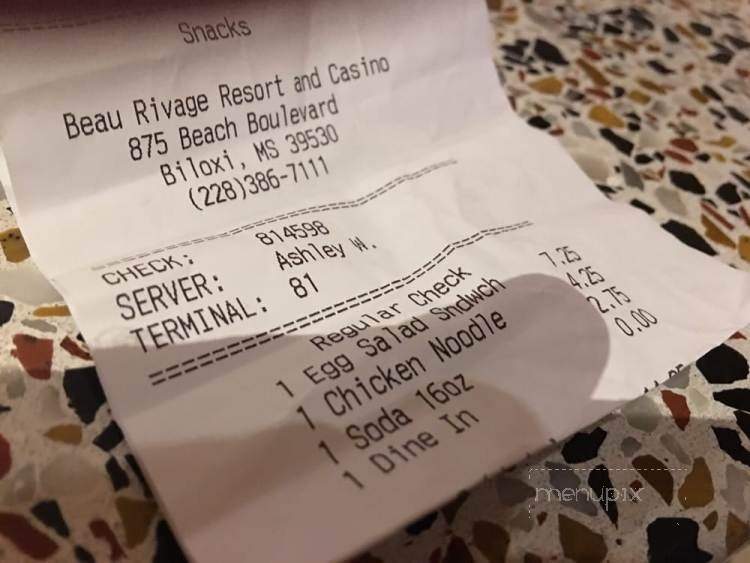 Snacks
Beau Rivage Resort and Casino
875 Beach Boulevard
Biloxi, MS 39530
(228)386-7111
CHECK: 814598
SERVER: Ashley W.
TERMINAL: 81
Regular Check
1 Egg Salad Sndwch 7.25
1 Chicken Noodle 4.25
1 Soda 16oz 2.75
1 Dine In 0.00
menupix